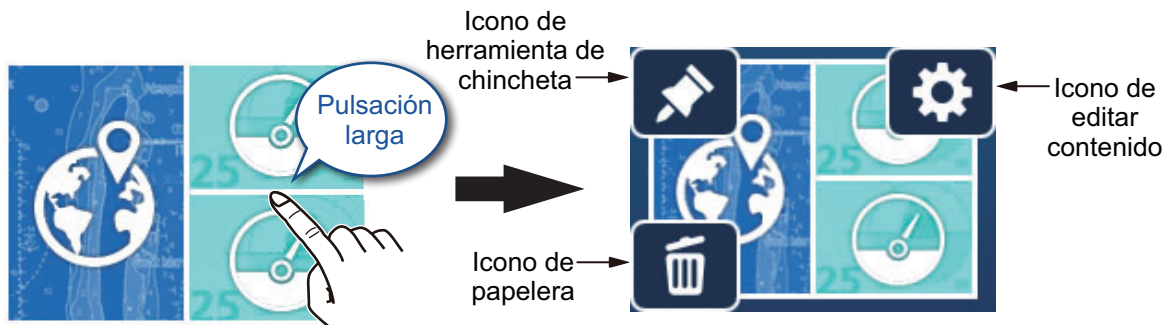 Icono de
herramienta de
chincheta
Pulsación
larga
25
25
25
25
Icono de
editar
contenido
Icono de
papelera